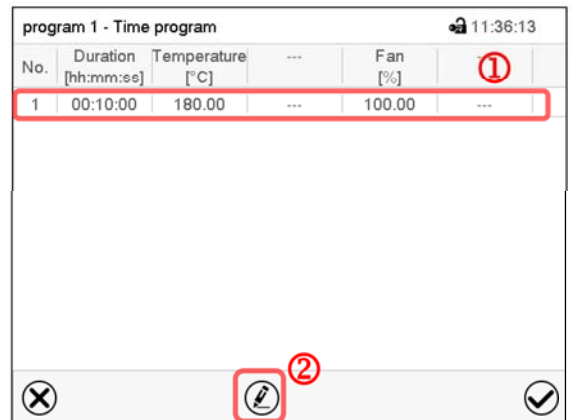 program 1 - Time program 11:36:13
No. Duration [hh:mm:ss] Temperature [°C] --- Fan [%] ①
1 00:10:00 180.00 --- 100.00 ---
②